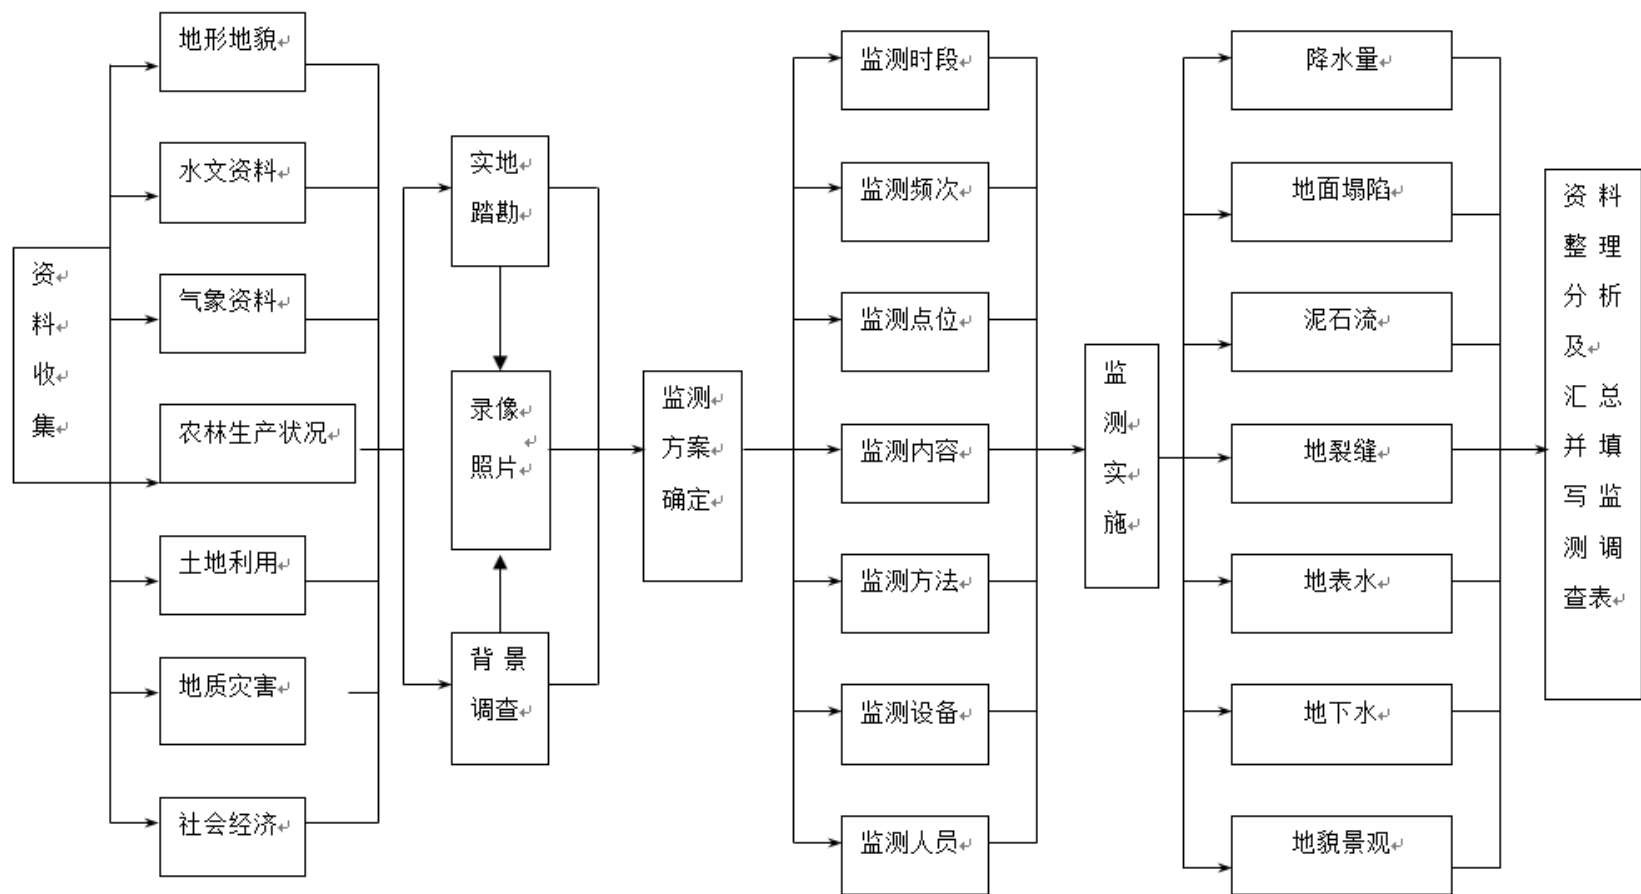 资
料
收
集
地形地貌
水文资料
气象资料
农林生产状况
土地利用
地质灾害
社会经济
实地
踏勘
录像
照片
背 景
调查
监测
方案
确定
监测时段
监测频次
监测点位
监测内容
监测方法
监测设备
监测人员
监
测
实
施
降水量
地面塌陷
泥石流
地裂缝
地表水
地下水
地貌景观
资 料
整 理
分 析
及
汇 总
并 填
写 监
测 调
查表